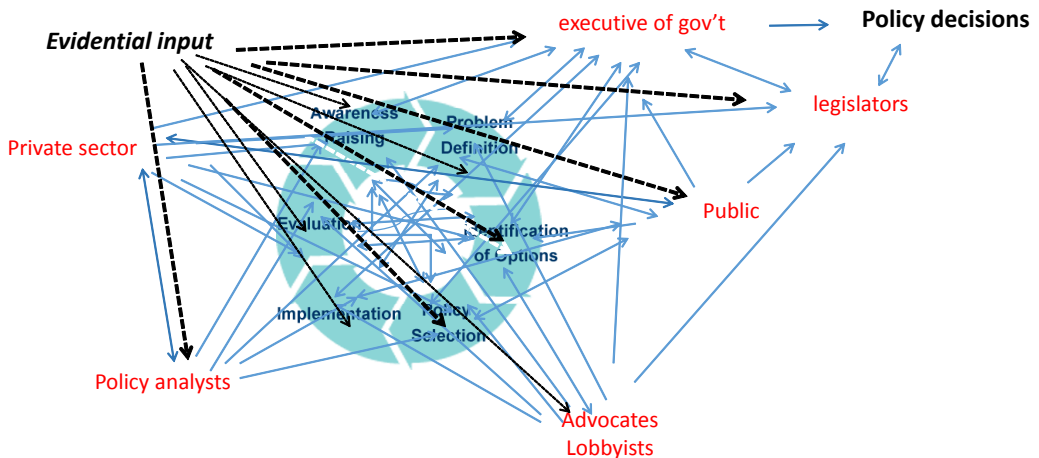 executive of gov't
Policy decisions
Evidential input
legislators
Awareness
Raising
Problem
Definition
Private sector
Public
Evaluation
of Options
Implementation
Policy
Selection
Policy analysts
Advocates
Lobbyists